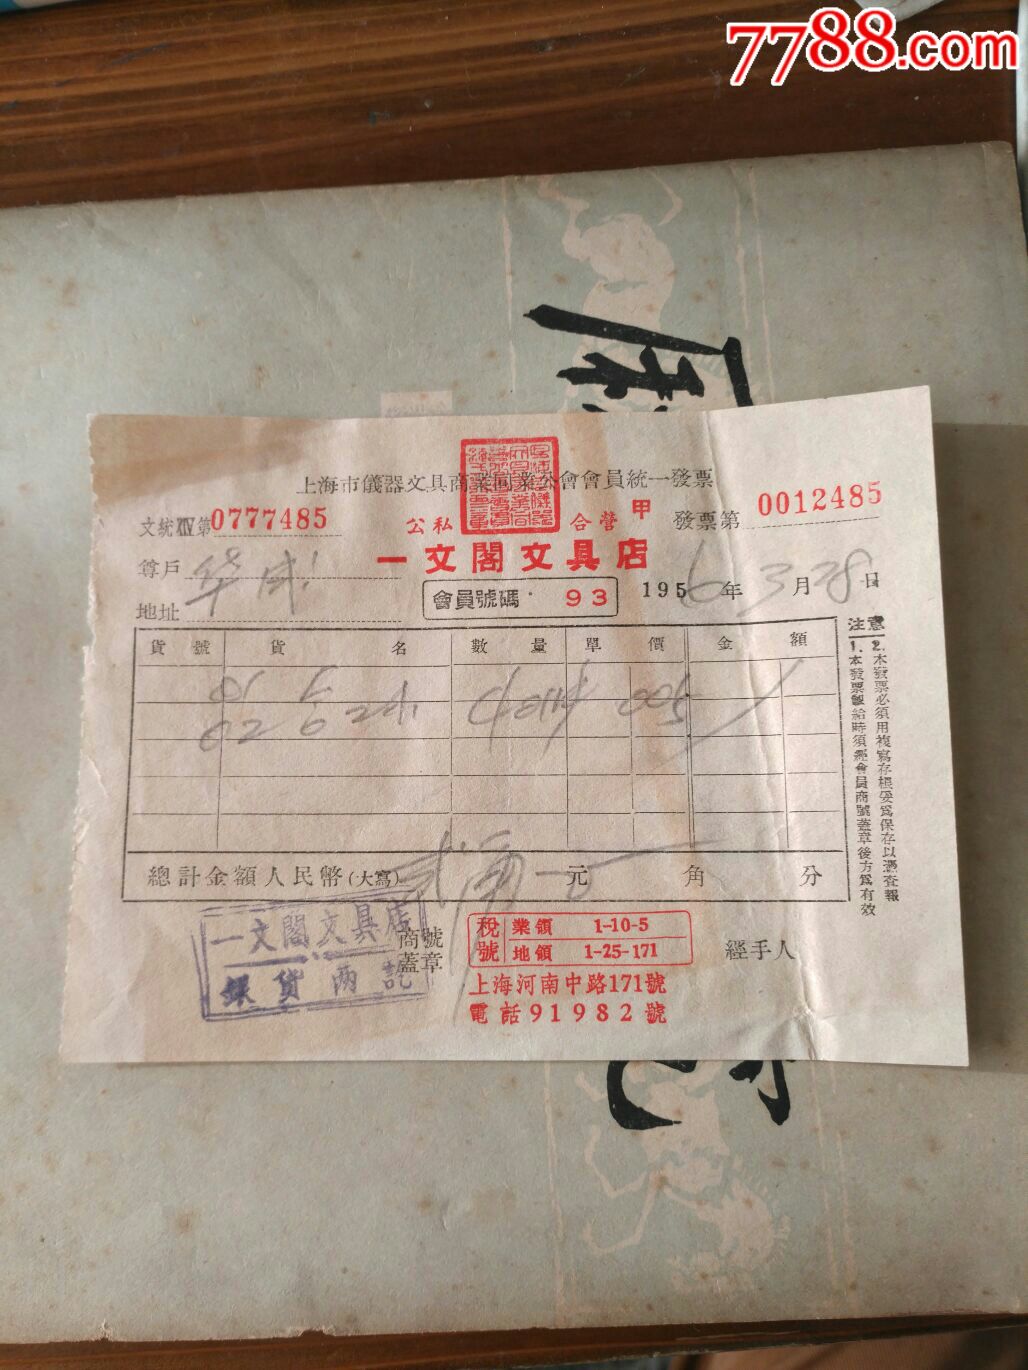 7788.com
上海市儀器文具商業同業公會會員統一發票
文統XIV第0777485
公私合營 甲
發票第 0012485
一文閣文具店
尊戶 华成
地址
會員號碼 93
1956年3月28日
貨號 貨名 數量 單價 金額
總計金額人民幣(大寫) 元 角 分
注意
1.本發票製給時須經會員商號蓋章後方爲有效
2.本發票必須用複寫存根妥爲保存以憑查報
一文閣文具店
銀貨两訖
商號
蓋章
稅號 業領 1-10-5
地領 1-25-171
上海河南中路171號
電話91982號
經手人